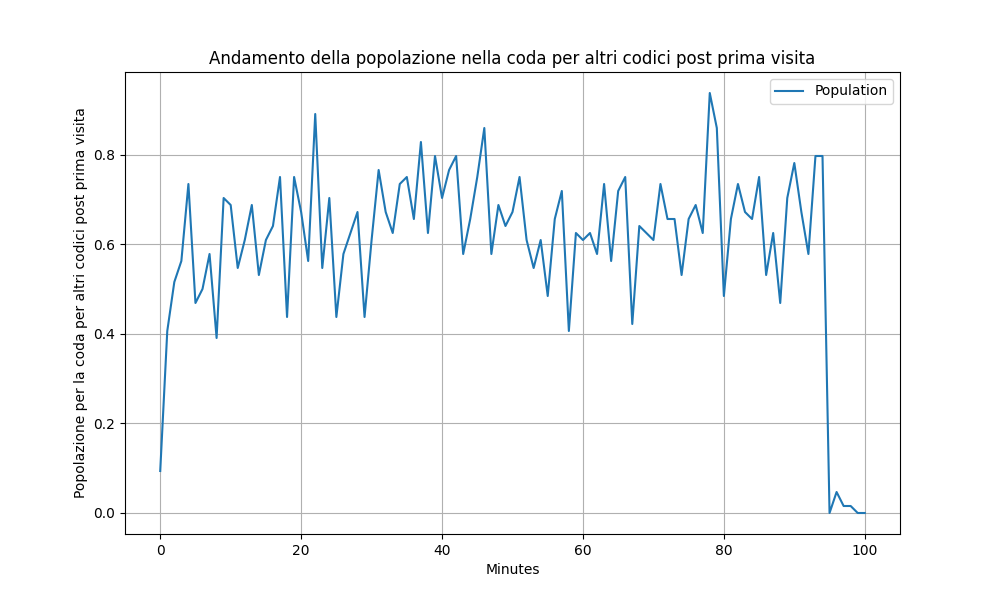 Andamento della popolazione nella coda per altri codici post prima visita
Population
Popolazione per la coda per altri codici post prima visita
0.8
0.6
0.4
0.2
0.0
0 20 40 60 80 100
Minutes